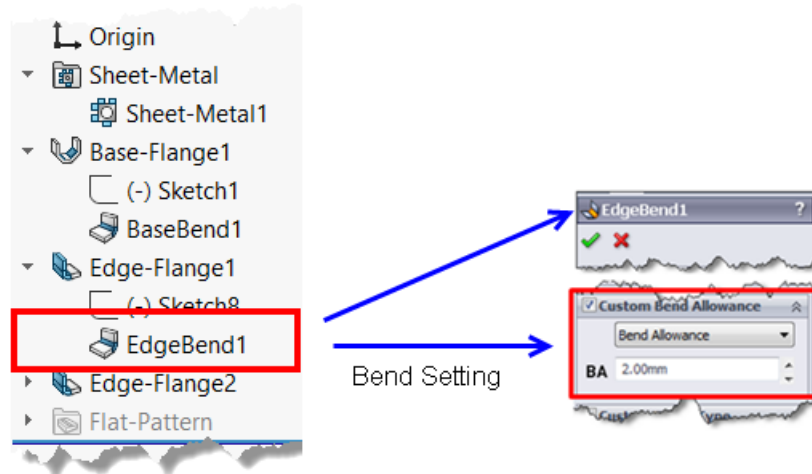 Origin
Sheet-Metal
Sheet-Metal1
Base-Flange1
(-) Sketch1
BaseBend1
Edge-Flange1
(-) Sketch8
EdgeBend1
Edge-Flange2
Flat-Pattern
Bend Setting
EdgeBend1 ?
Custom Bend Allowance
Bend Allowance
BA 2.00mm